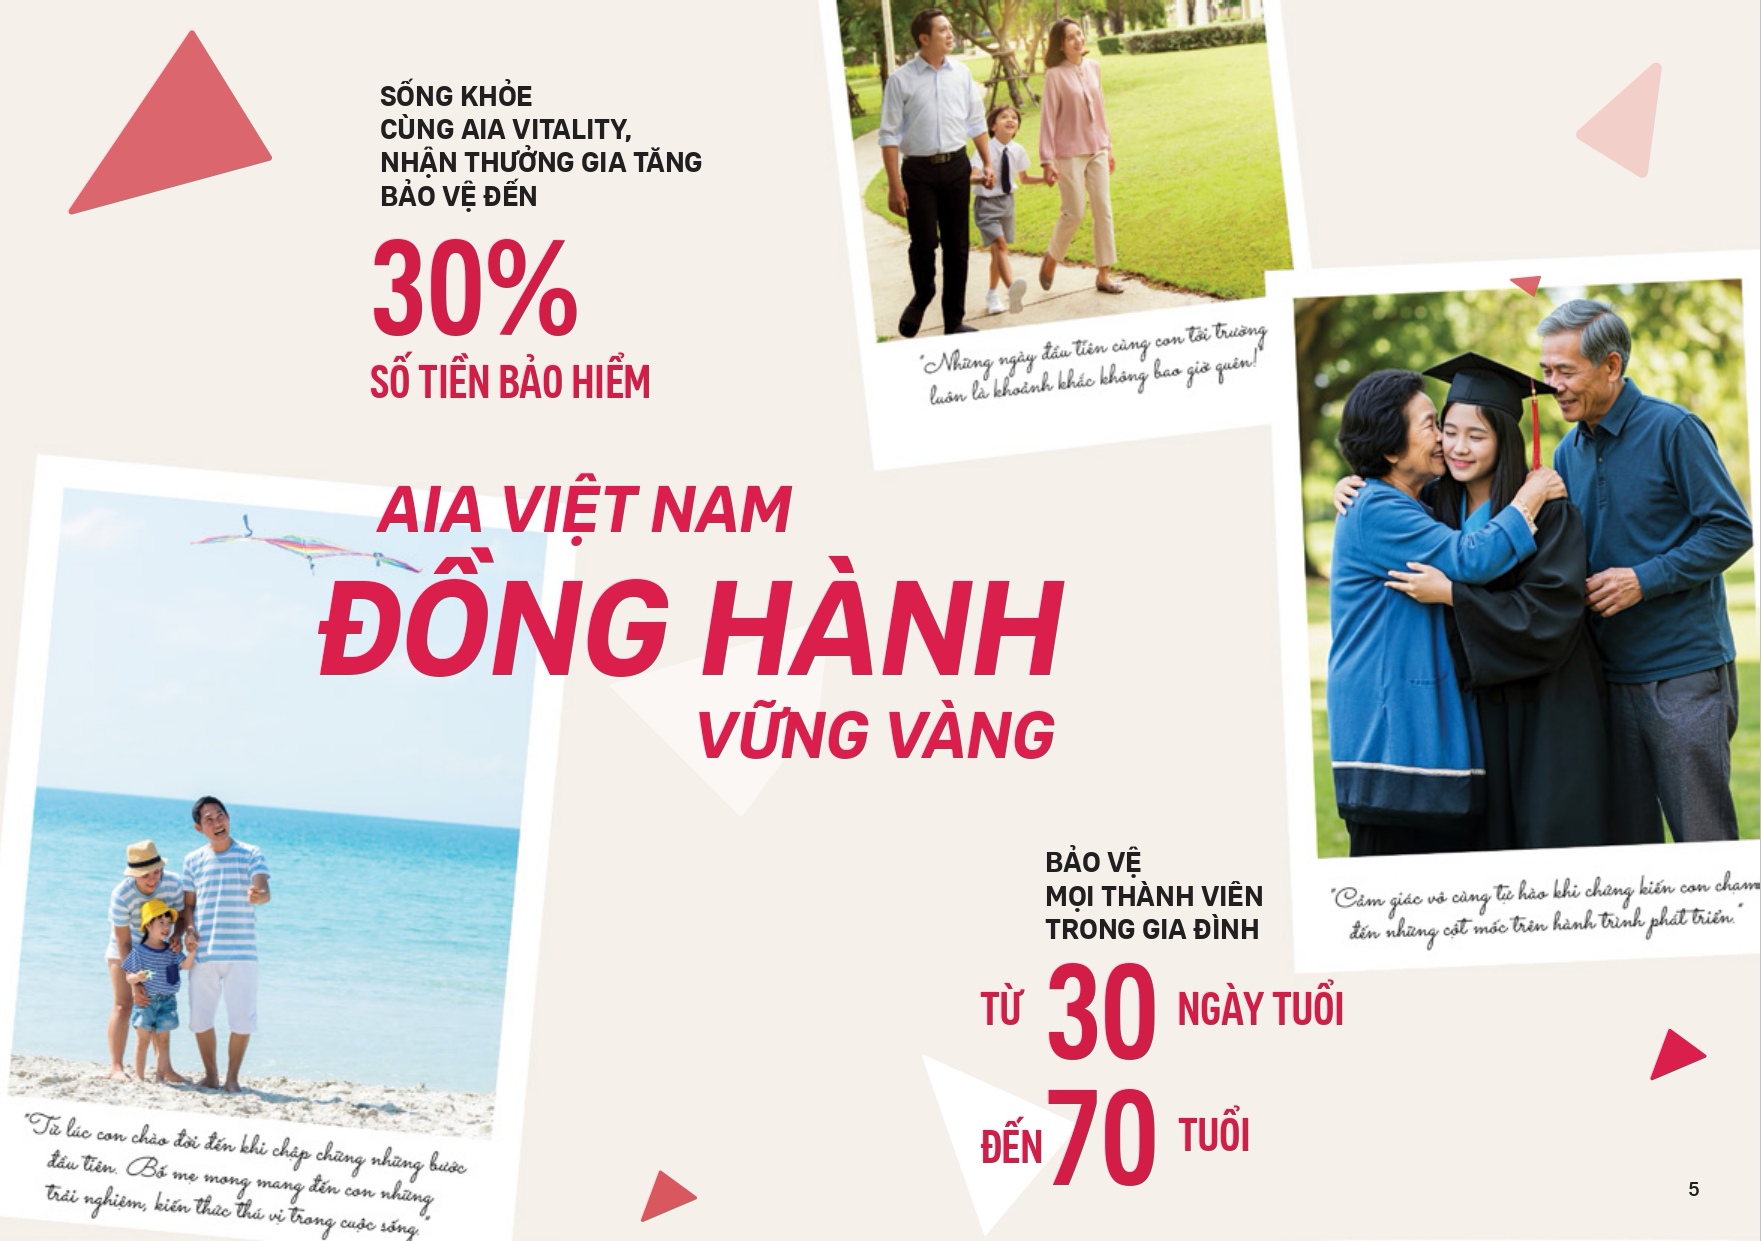 SỐNG KHỎE
CÙNG AIA VITALITY,
NHẬN THƯỞNG GIA TĂNG
BẢO VỆ ĐẾN
30%
SỐ TIỀN BẢO HIỂM
"Những ngày đầu tiên cùng con tới trường
luôn là khoảnh khắc không bao giờ quên!"
AIA VIỆT NAM
ĐỒNG HÀNH
VỮNG VÀNG
"Cảm giác vô cùng tự hào khi chứng kiến con chạm
đến những cột mốc trên hành trình phát triển."
BẢO VỆ
MỌI THÀNH VIÊN
TRONG GIA ĐÌNH
TỪ 30 NGÀY TUỔI
ĐẾN 70 TUỔI
"Từ lúc con chào đời đến khi chập chững những bước
đầu tiên. Bố mẹ mong mang đến con những
trải nghiệm, kiến thức thú vị trong cuộc sống."
5